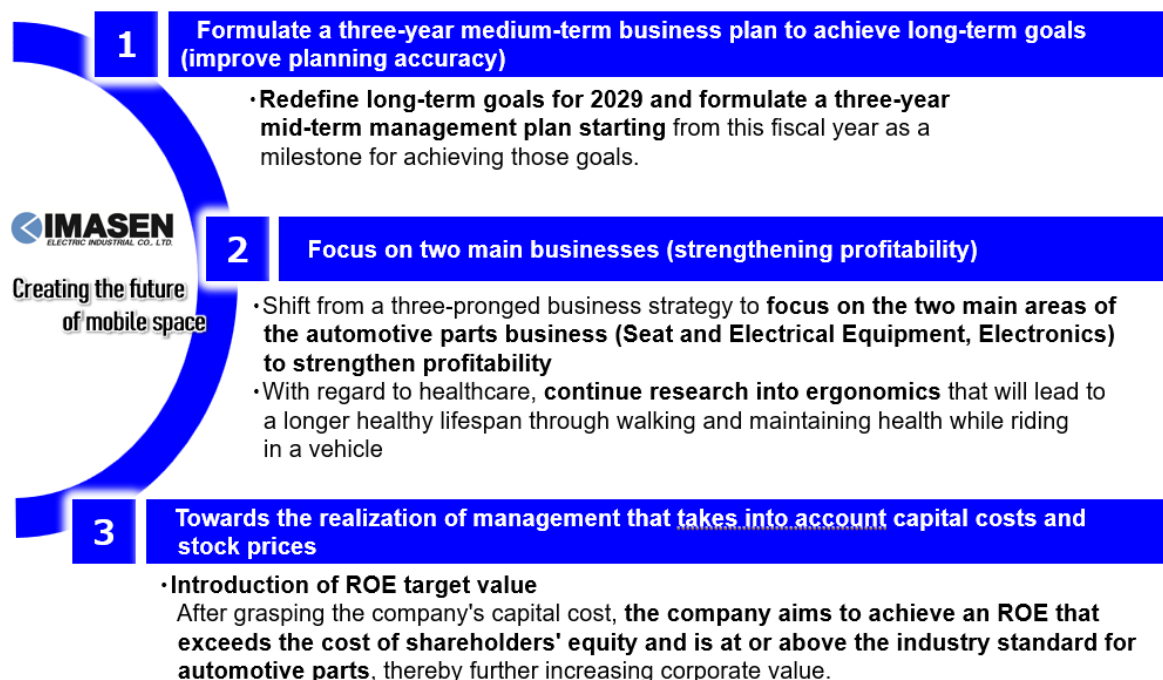 1
Formulate a three-year medium-term business plan to achieve long-term goals
(improve planning accuracy)
・Redefine long-term goals for 2029 and formulate a three-year
mid-term management plan starting from this fiscal year as a
milestone for achieving those goals.
IMASEN
ELECTRIC INDUSTRIAL CO., LTD.
Creating the future
of mobile space
2
Focus on two main businesses (strengthening profitability)
・Shift from a three-pronged business strategy to focus on the two main areas of
the automotive parts business (Seat and Electrical Equipment, Electronics)
to strengthen profitability
・With regard to healthcare, continue research into ergonomics that will lead to
a longer healthy lifespan through walking and maintaining health while riding
in a vehicle
3
Towards the realization of management that takes into account capital costs and
stock prices
・Introduction of ROE target value
After grasping the company's capital cost, the company aims to achieve an ROE that
exceeds the cost of shareholders' equity and is at or above the industry standard for
automotive parts, thereby further increasing corporate value.